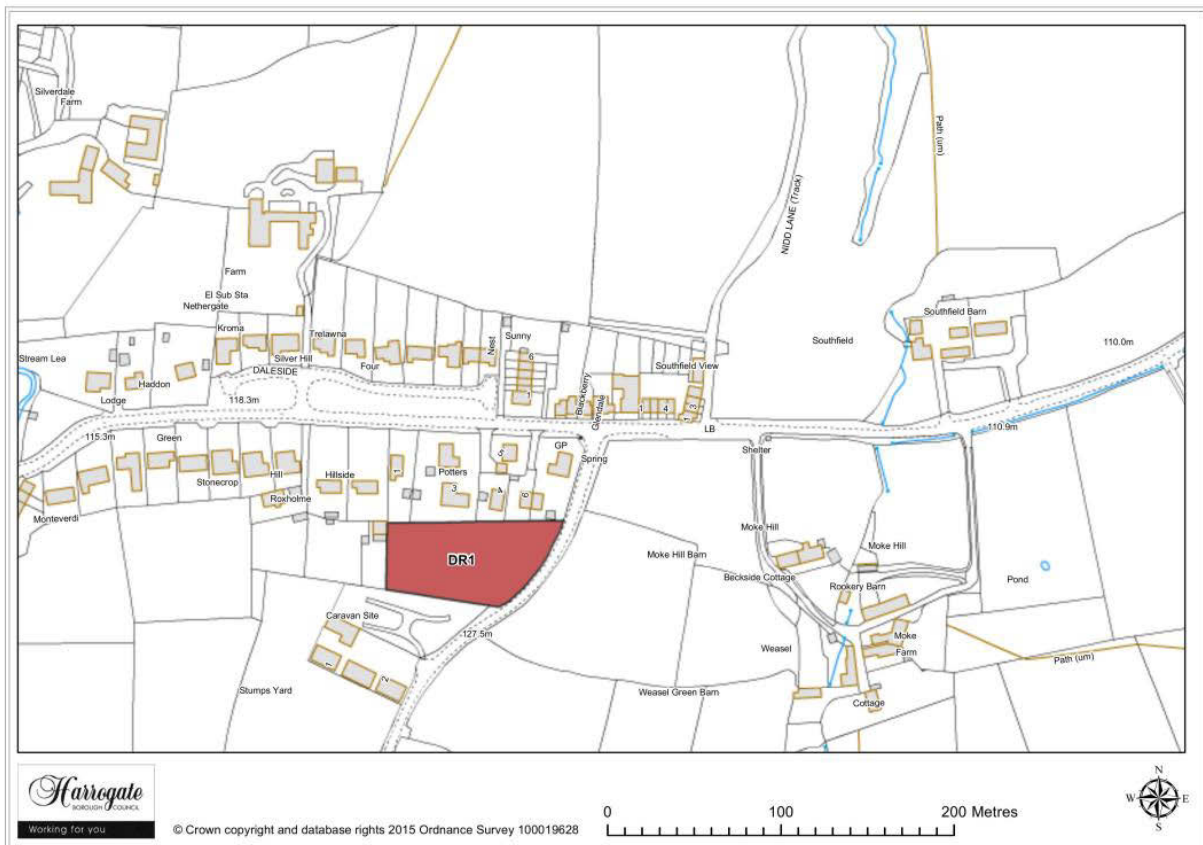 Silverdale
Farm
Path (um)
NIDD LANE (Track)
Farm
El Sub Sta
Nethergate
Kroma
Trelawna
Silver Hill
Four
Nest
Sunny
6
1
Southfield Barn
Southfield
110.0m
Stream Lea
Haddon
Lodge
DALESIDE
118.3m
Southfield View
Blackberry
Glendale
1
4
1
3
LB
110.9m
115.3m
Green
Stonecrop
Hill
Roxholme
Hillside
1
Potters
3
5
4
6
GP
Spring
Shelter
Monteverdi
DR1
Moke Hill
Moke Hill Barn
Moke Hill
Beckside Cottage
Rookery Barn
Pond
Caravan Site
127.5m
1
2
Stumps Yard
Weasel
Moke
Farm
Path (um)
Weasel Green Barn
Cottage
Harrogate
BOROUGH COUNCIL
Working for you
© Crown copyright and database rights 2015 Ordnance Survey 100019628
0 100 200 Metres
N
W E
S